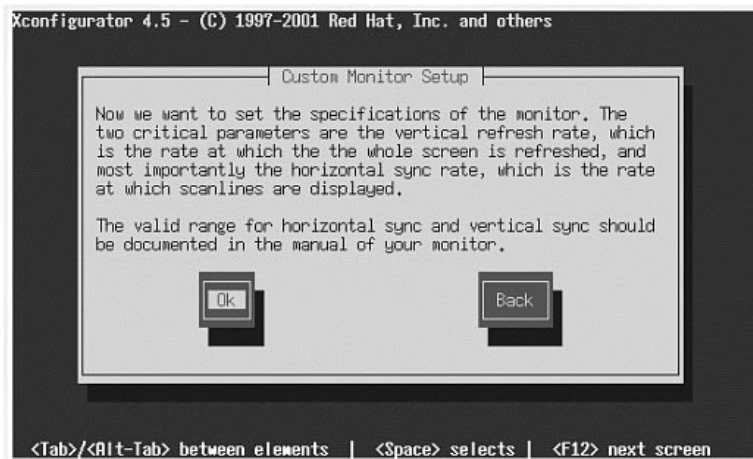 Xconfigurator 4.5 - (C) 1997-2001 Red Hat, Inc. and others
Custom Monitor Setup
Now we want to set the specifications of the monitor. The
two critical parameters are the vertical refresh rate, which
is the rate at which the the whole screen is refreshed, and
most importantly the horizontal sync rate, which is the rate
at which scanlines are displayed.
The valid range for horizontal sync and vertical sync should
be documented in the manual of your monitor.
Ok
Back
<Tab>/<Alt-Tab> between elements | <Space> selects | <F12> next screen